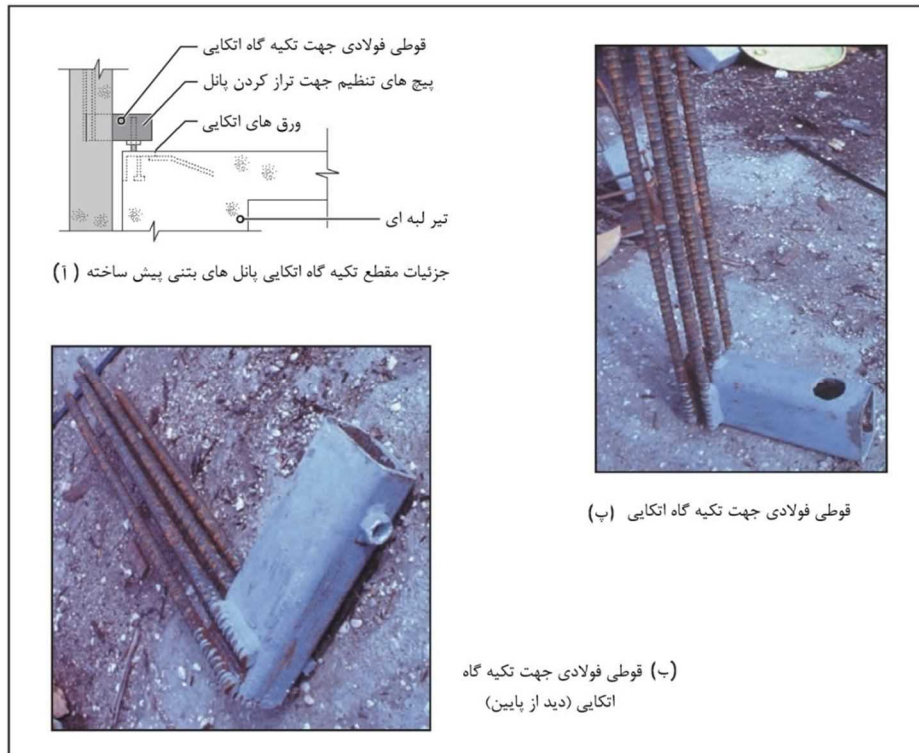 قوطی فولادی جهت تکیه گاه اتکایی
پیچ های تنظیم جهت تراز کردن پانل
ورق های اتکایی
تیر لبه ای
جزئیات مقطع تکیه گاه اتکایی پانل های بتنی پیش ساخته (آ)
قوطی فولادی جهت تکیه گاه اتکایی (پ)
(ب) قوطی فولادی جهت تکیه گاه
اتکایی (دید از پایین)